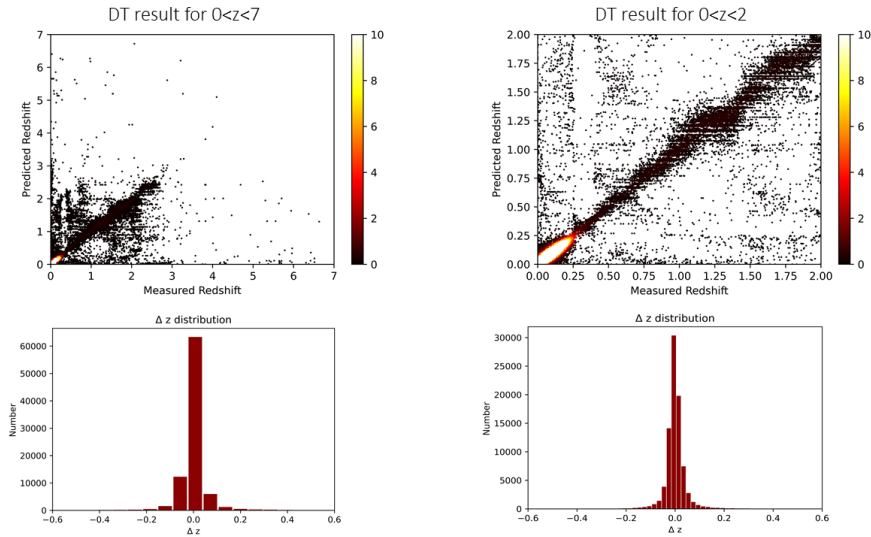 DT result for 0<z<7
DT result for 0<z<2
7
6
5
4
3
2
1
0
Predicted Redshift
0 1 2 3 4 5 6 7
Measured Redshift
10
8
6
4
2
0
2.00
1.75
1.50
1.25
1.00
0.75
0.50
0.25
0.00
Predicted Redshift
0.00 0.25 0.50 0.75 1.00 1.25 1.50 1.75 2.00
Measured Redshift
10
8
6
4
2
0
Δ z distribution
60000
50000
40000
30000
20000
10000
0
Number
−0.6 −0.4 −0.2 0.0 0.2 0.4 0.6
Δ z
Δ z distribution
30000
25000
20000
15000
10000
5000
0
Number
−0.6 −0.4 −0.2 0.0 0.2 0.4 0.6
Δ z